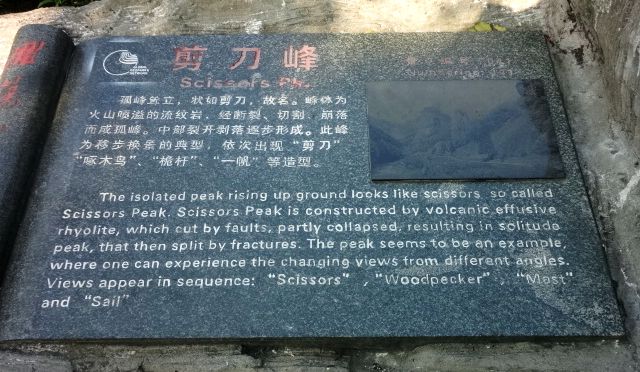 剪刀峰
Scissors Pk.
孤峰耸立，状如剪刀，故名。峰体为
火山喷溢的流纹岩，经断裂、切割、崩落
而成孤峰。中部裂开剥落逐步形成。此峰
为移步换景的典型，依次出现“剪刀”
“啄木鸟”、“桅杆”、“一帆”等造型。
The isolated peak rising up ground looks like scissors, so called
Scissors Peak. Scissors Peak is constructed by volcanic effusive
rhyolite, which cut by faults, partly collapsed, resulting in solitude
peak, that then split by fractures. The peak seems to be an example,
where one can experience the changing views from different angles.
Views appear in sequence: “Scissors”, “Woodpecker”, “Mast”
and “Sail”